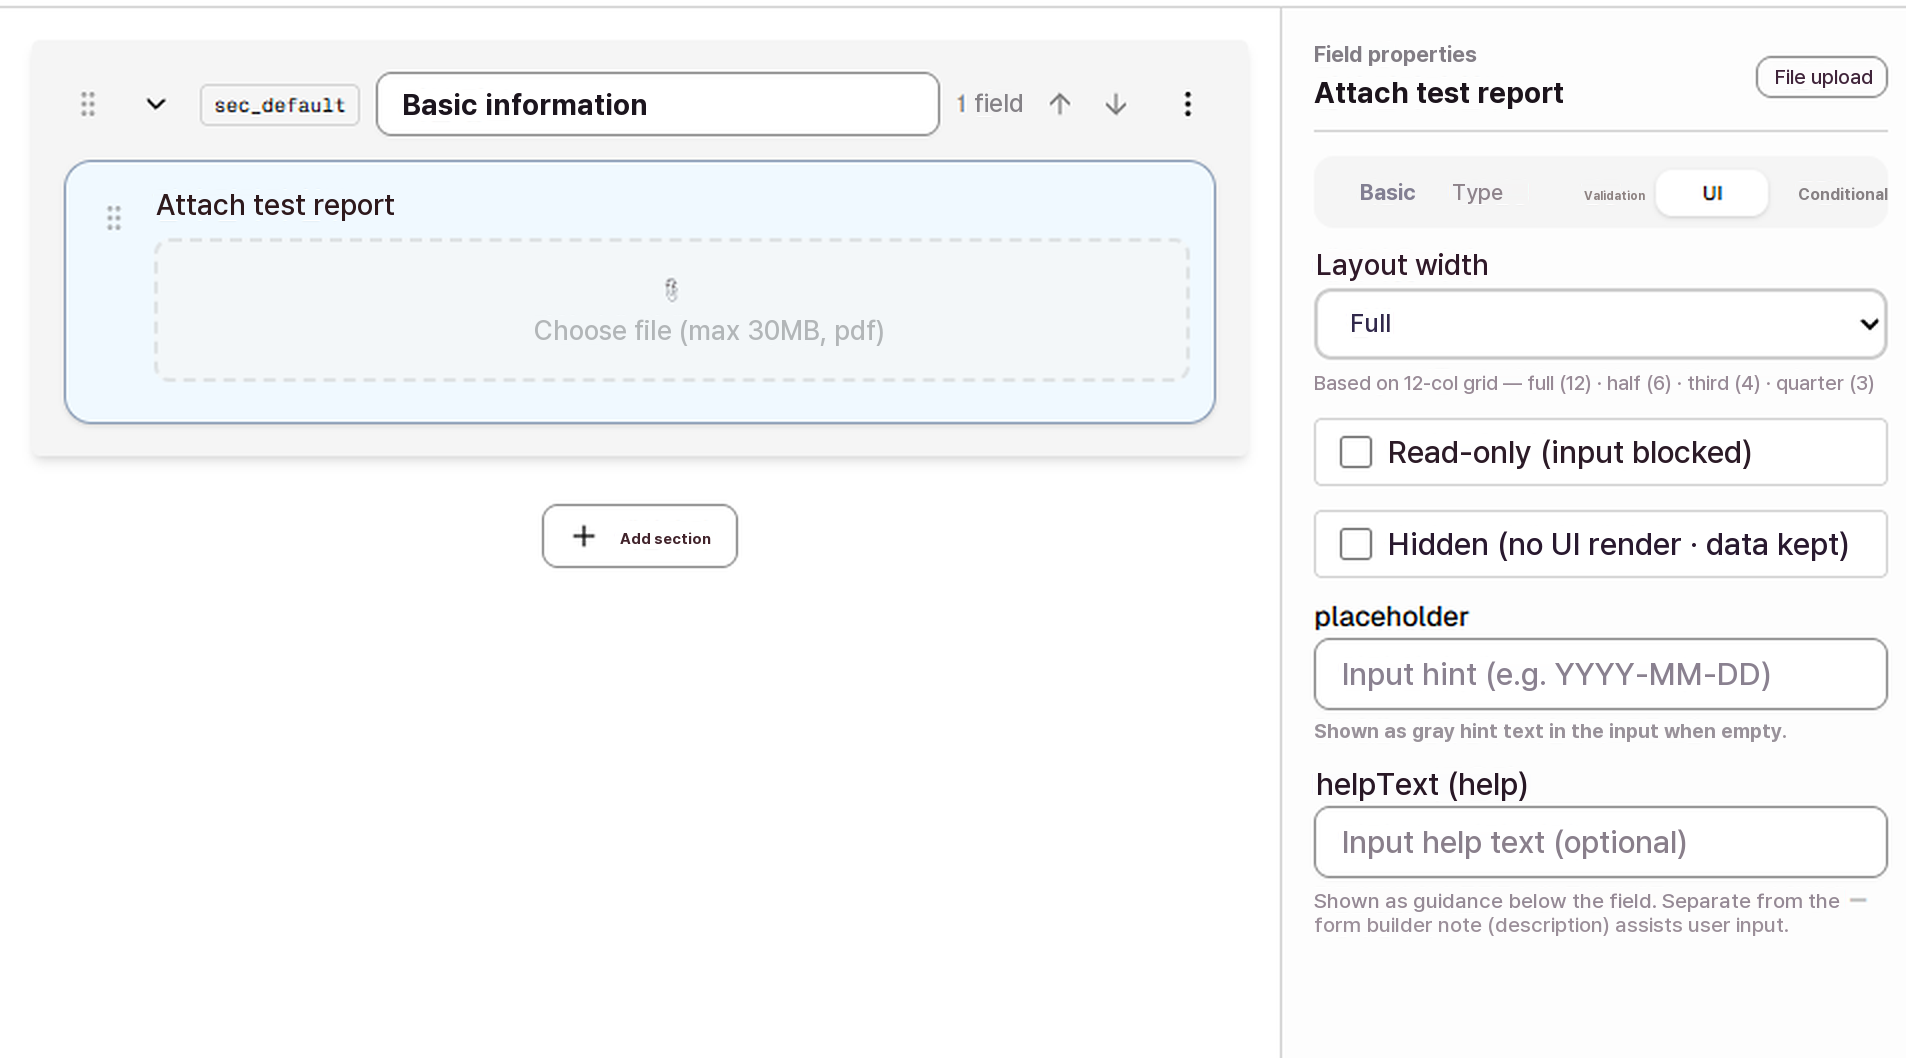 sec_default
Basic information
1 field
Attach test report
Choose file (max 30MB, pdf)
Add section
Field properties
Attach test report
File upload
Basic
Type
Validation
UI
Conditional
Layout width
Full
Based on 12-col grid — full (12) · half (6) · third (4) · quarter (3)
Read-only (input blocked)
Hidden (no UI render · data kept)
placeholder
Input hint (e.g. YYYY-MM-DD)
Shown as gray hint text in the input when empty.
helpText (help)
Input help text (optional)
Shown as guidance below the field. Separate from the —
form builder note (description) assists user input.